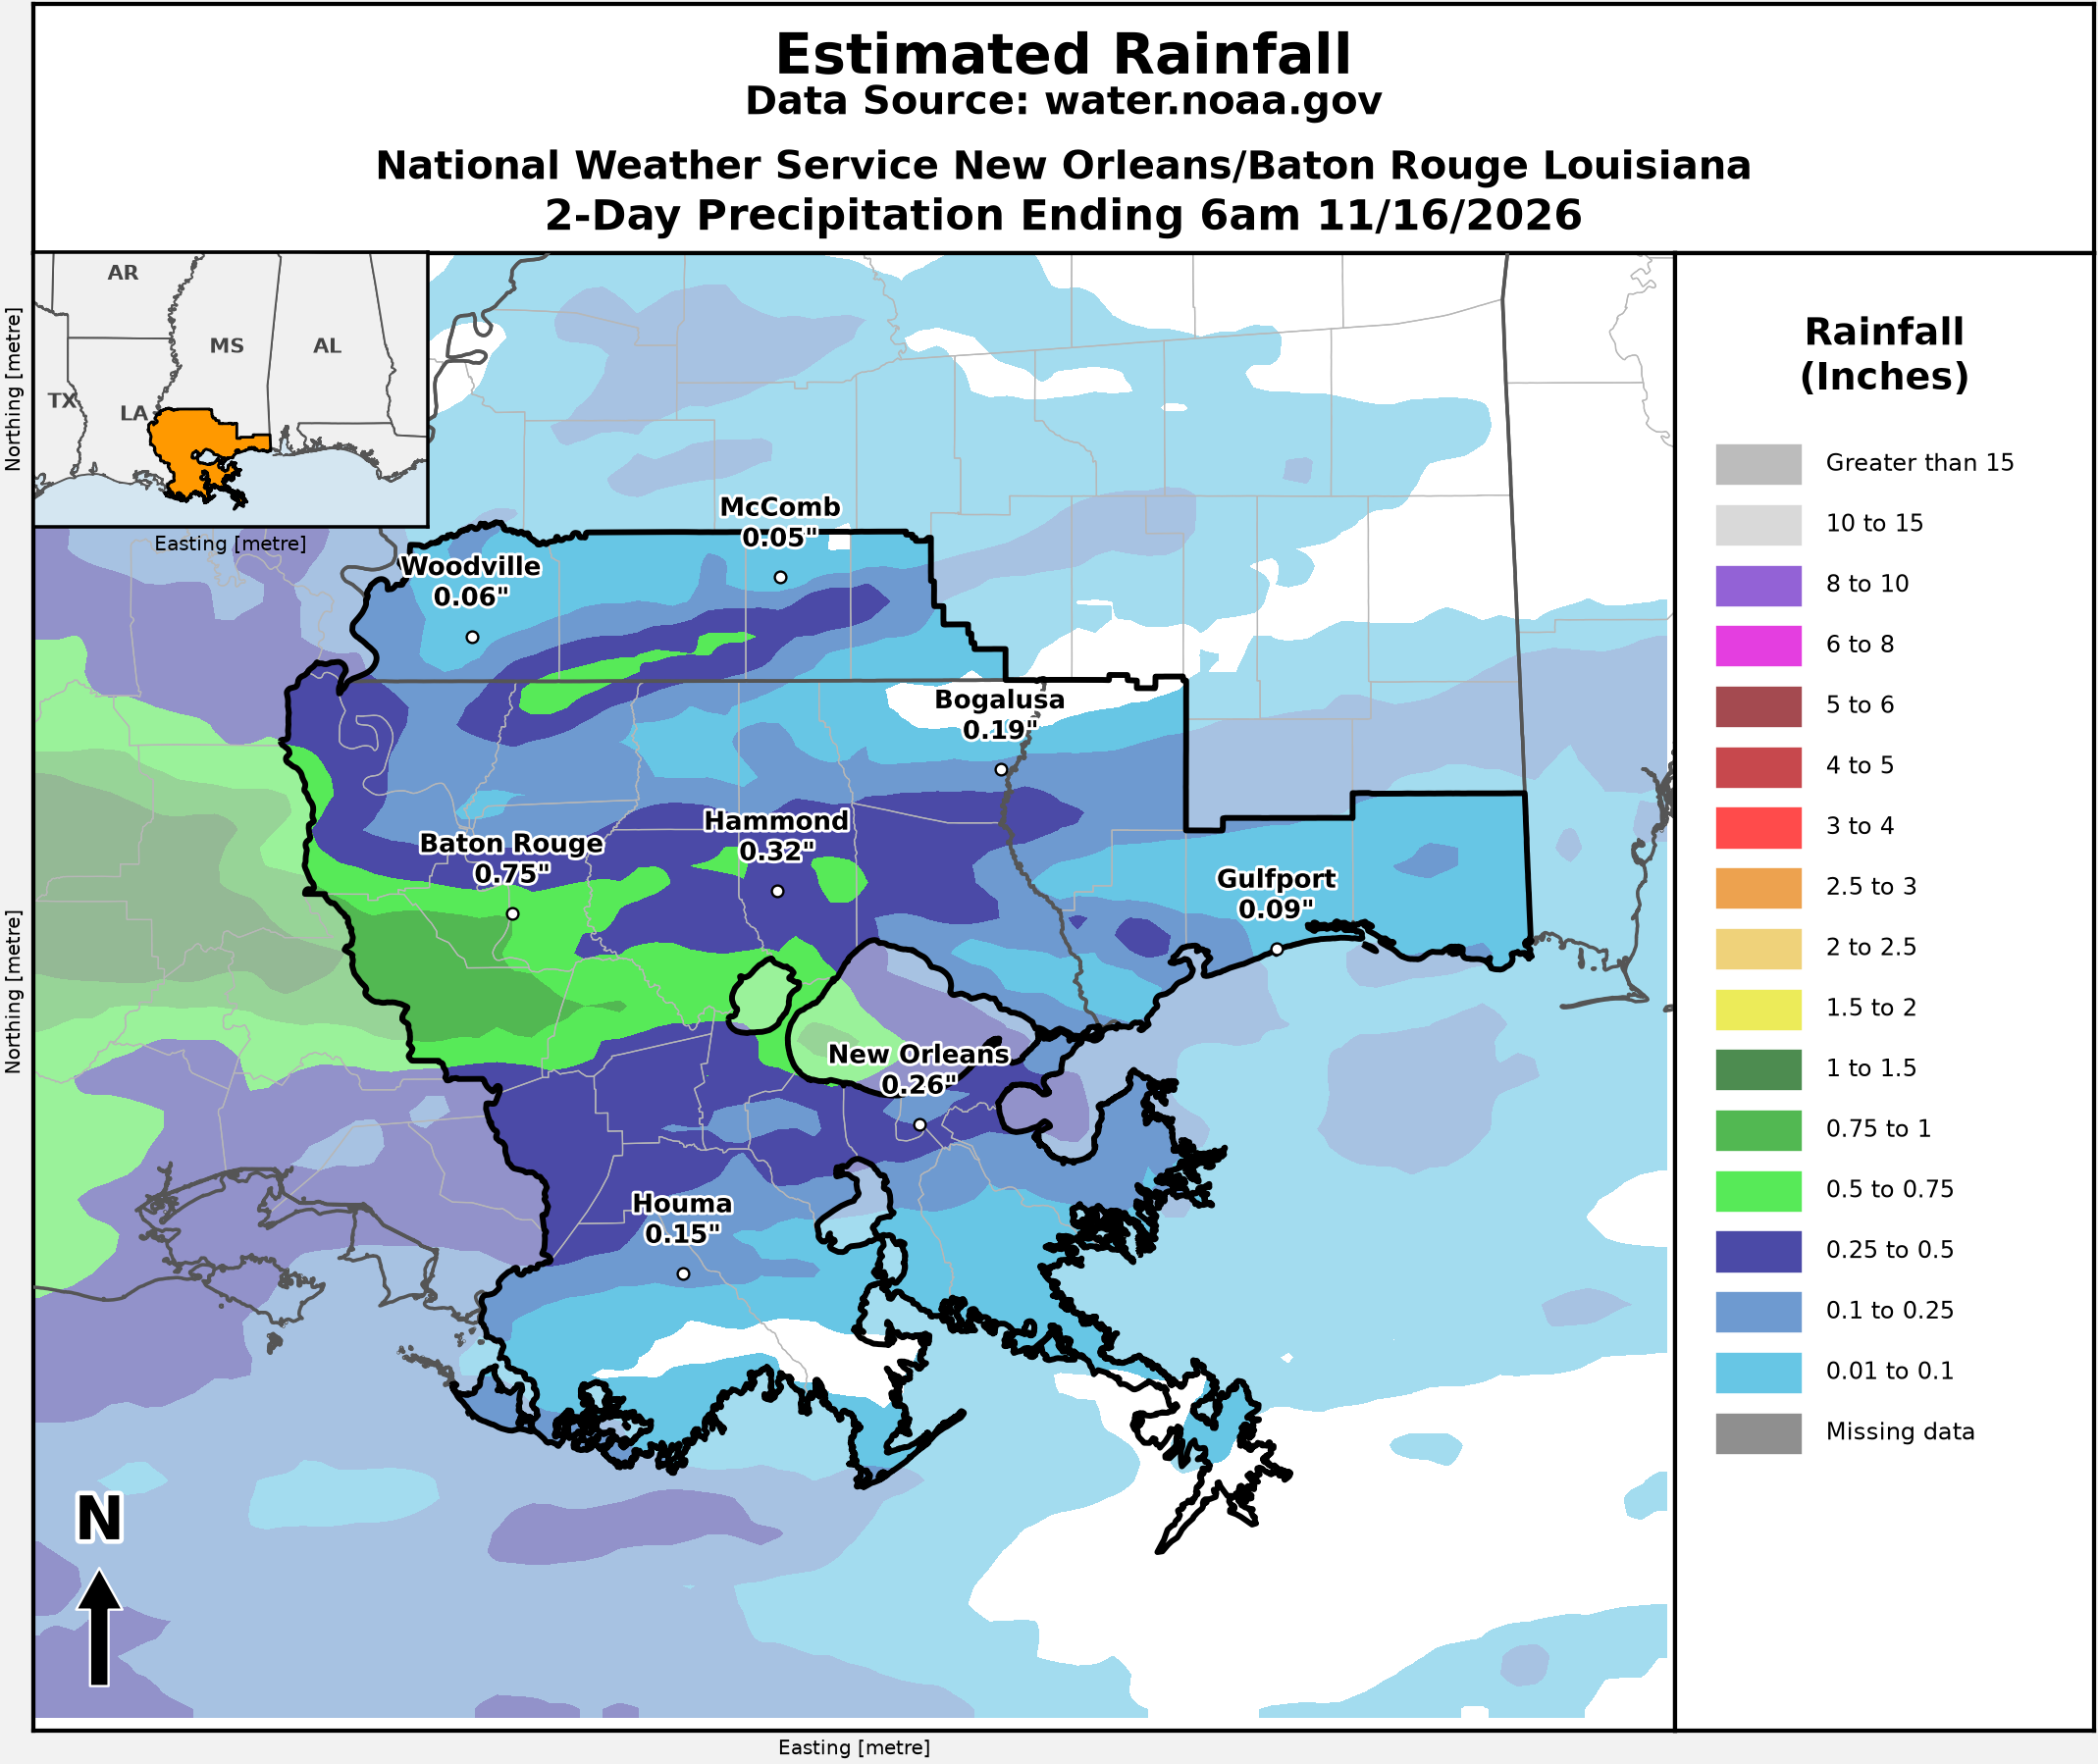 Estimated Rainfall
Data Source: water.noaa.gov
National Weather Service New Orleans/Baton Rouge Louisiana
2-Day Precipitation Ending 6am 11/16/2026
Northing [metre]
AR
MS
AL
TX
LA
Easting [metre]
McComb
0.05"
Woodville
0.06"
Bogalusa
0.19"
Hammond
0.32"
Baton Rouge
0.75"
Gulfport
0.09"
Northing [metre]
New Orleans
0.26"
Houma
0.15"
N
Easting [metre]
Rainfall
(Inches)
Greater than 15
10 to 15
8 to 10
6 to 8
5 to 6
4 to 5
3 to 4
2.5 to 3
2 to 2.5
1.5 to 2
1 to 1.5
0.75 to 1
0.5 to 0.75
0.25 to 0.5
0.1 to 0.25
0.01 to 0.1
Missing data